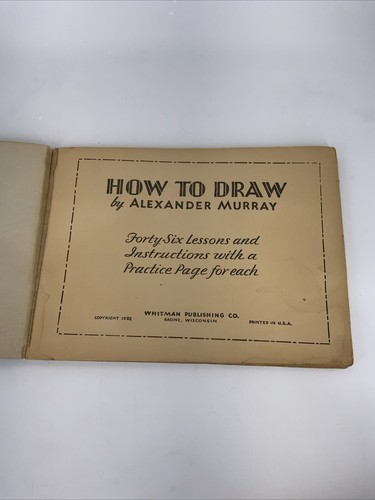 HOW TO DRAW
by ALEXANDER MURRAY
Forty-Six Lessons and
Instructions with a
Practice Page for each
WHITMAN PUBLISHING CO.
RACINE, WISCONSIN
COPYRIGHT
PRINTED IN U.S.A.